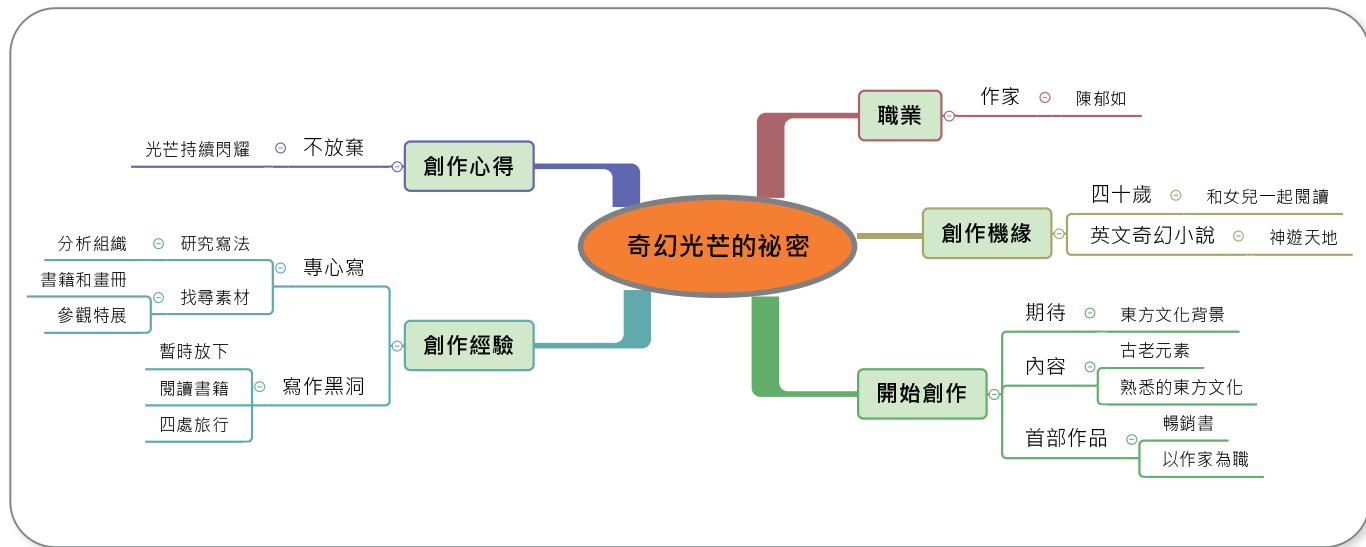 奇幻光芒的祕密
職業
作家
陳郁如
創作機緣
四十歲
和女兒一起閱讀
英文奇幻小說
神遊天地
開始創作
期待
東方文化背景
內容
古老元素
熟悉的東方文化
首部作品
暢銷書
以作家為職
創作經驗
專心寫
研究寫法
分析組織
找尋素材
書籍和畫冊
參觀特展
寫作黑洞
暫時放下
閱讀書籍
四處旅行
創作心得
不放棄
光芒持續閃耀